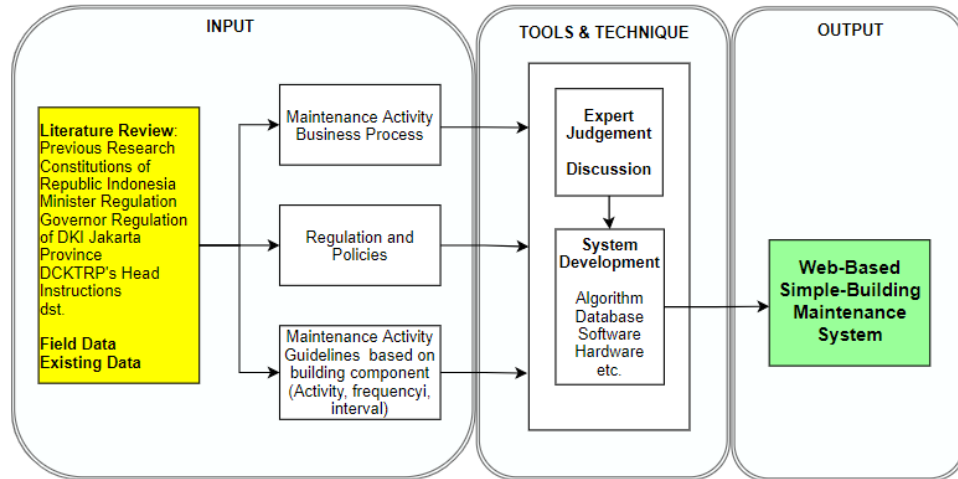 INPUT
Literature Review:
Previous Research
Constitutions of
Republic Indonesia
Minister Regulation
Governor Regulation
of DKI Jakarta
Province
DCKTRP's Head
Instructions
dst.
Field Data
Existing Data
Maintenance Activity
Business Process
Regulation and
Policies
Maintenance Activity
Guidelines based on
building component
(Activity, frequencyi,
interval)
TOOLS & TECHNIQUE
Expert
Judgement
Discussion
System
Development
Algorithm
Database
Software
Hardware
etc.
OUTPUT
Web-Based
Simple-Building
Maintenance
System